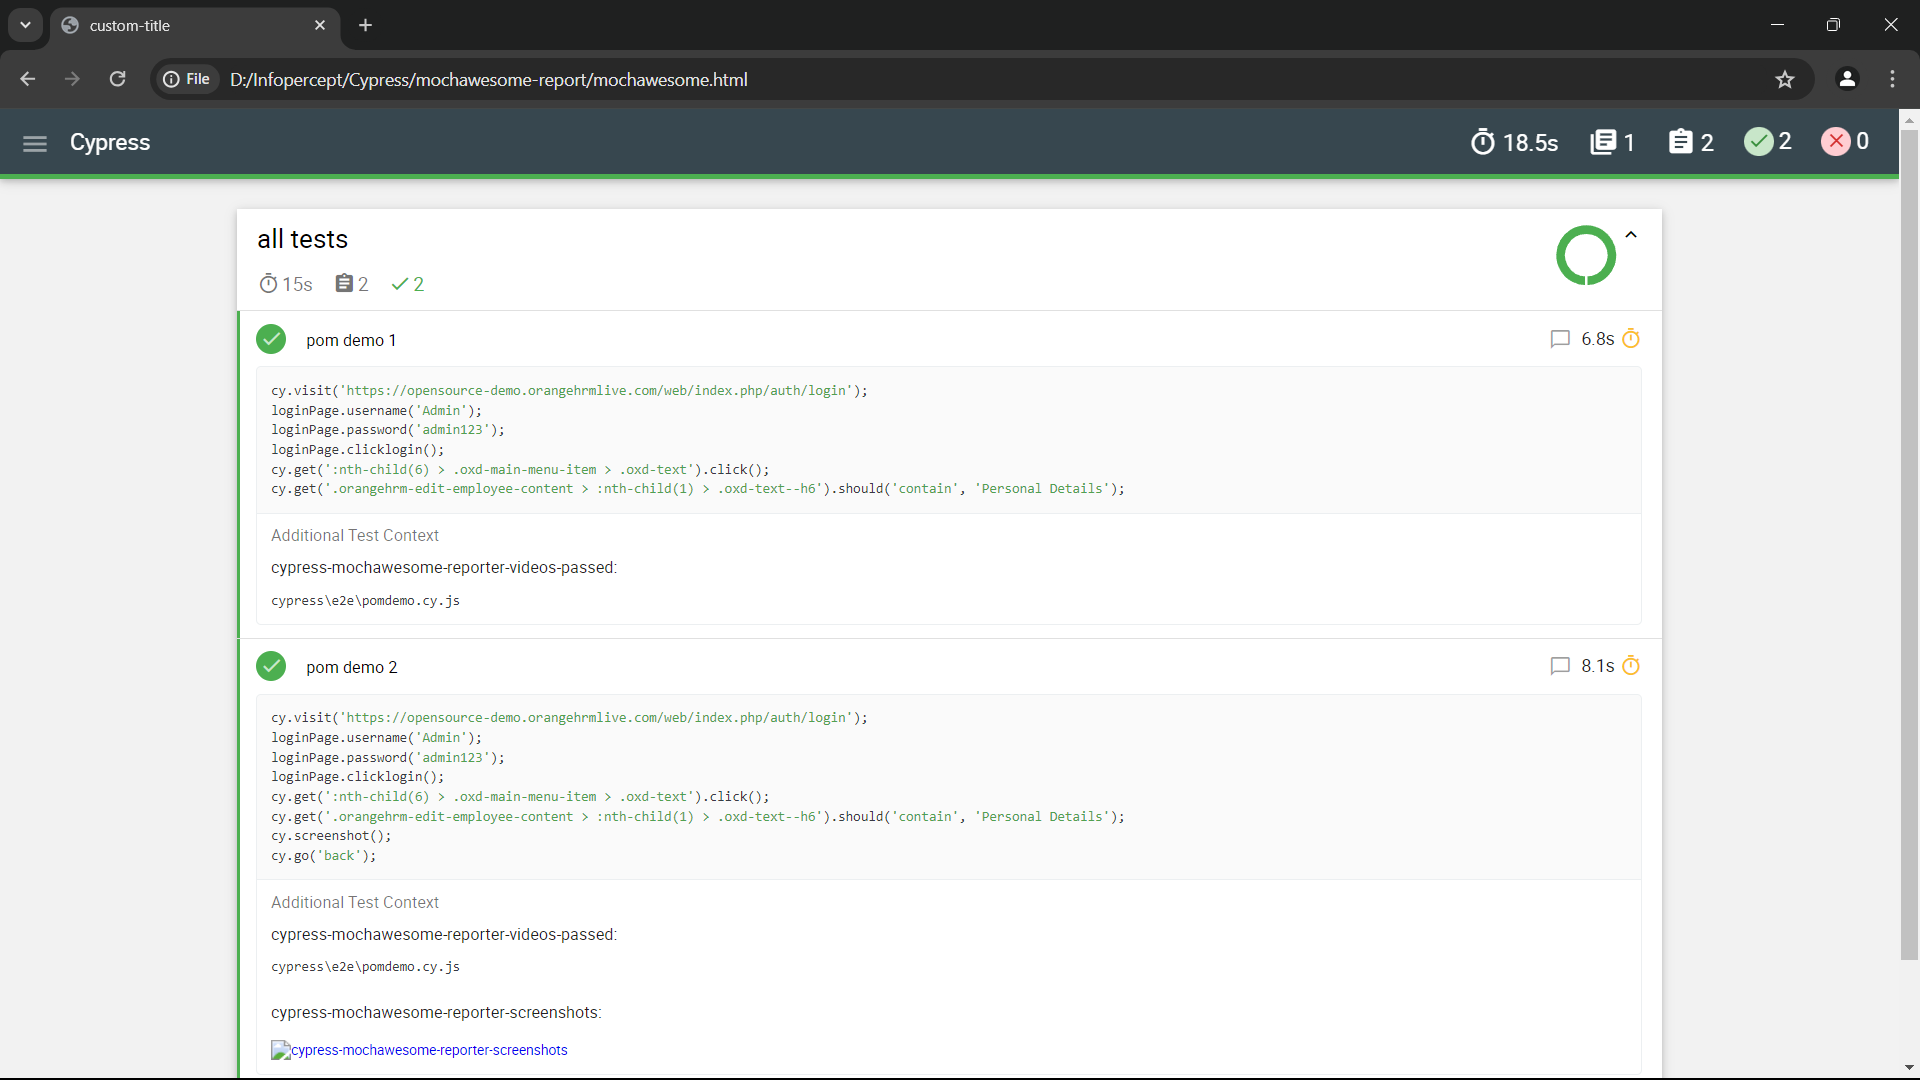 custom-title
File
D:/Infopercept/Cypress/mochawesome-report/mochawesome.html
Cypress
18.5s 1 2 2 0
all tests
15s 2 2
pom demo 1
6.8s
cy.visit('https://opensource-demo.orangehrmlive.com/web/index.php/auth/login');
loginPage.username('Admin');
loginPage.password('admin123');
loginPage.clicklogin();
cy.get(':nth-child(6) > .oxd-main-menu-item > .oxd-text').click();
cy.get('.orangehrm-edit-employee-content > :nth-child(1) > .oxd-text--h6').should('contain', 'Personal Details');
Additional Test Context
cypress-mochawesome-reporter-videos-passed:
cypress\e2e\pomdemo.cy.js
pom demo 2
8.1s
cy.visit('https://opensource-demo.orangehrmlive.com/web/index.php/auth/login');
loginPage.username('Admin');
loginPage.password('admin123');
loginPage.clicklogin();
cy.get(':nth-child(6) > .oxd-main-menu-item > .oxd-text').click();
cy.get('.orangehrm-edit-employee-content > :nth-child(1) > .oxd-text--h6').should('contain', 'Personal Details');
cy.screenshot();
cy.go('back');
Additional Test Context
cypress-mochawesome-reporter-videos-passed:
cypress\e2e\pomdemo.cy.js
cypress-mochawesome-reporter-screenshots:
cypress-mochawesome-reporter-screenshots